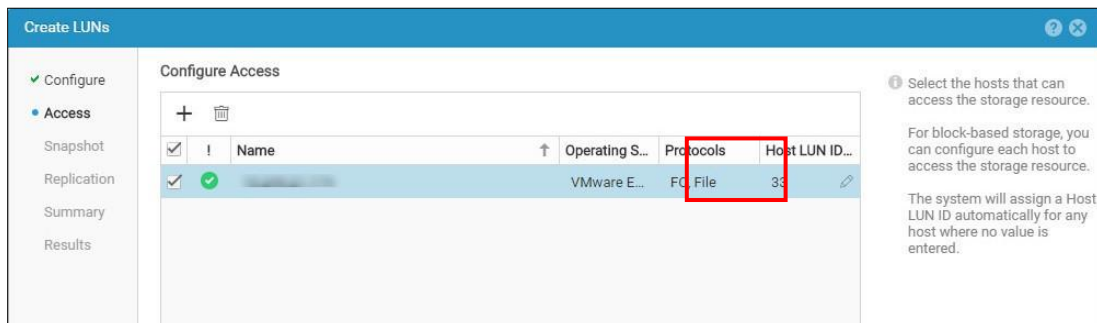 Create LUNs
Configure
Access
Snapshot
Replication
Summary
Results
Configure Access
! Name Operating S... Protocols Host LUN ID...
VMware E... FC, File 33
Select the hosts that can
access the storage resource.
For block-based storage, you
can configure each host to
access the storage resource.
The system will assign a Host
LUN ID automatically for any
host where no value is
entered.